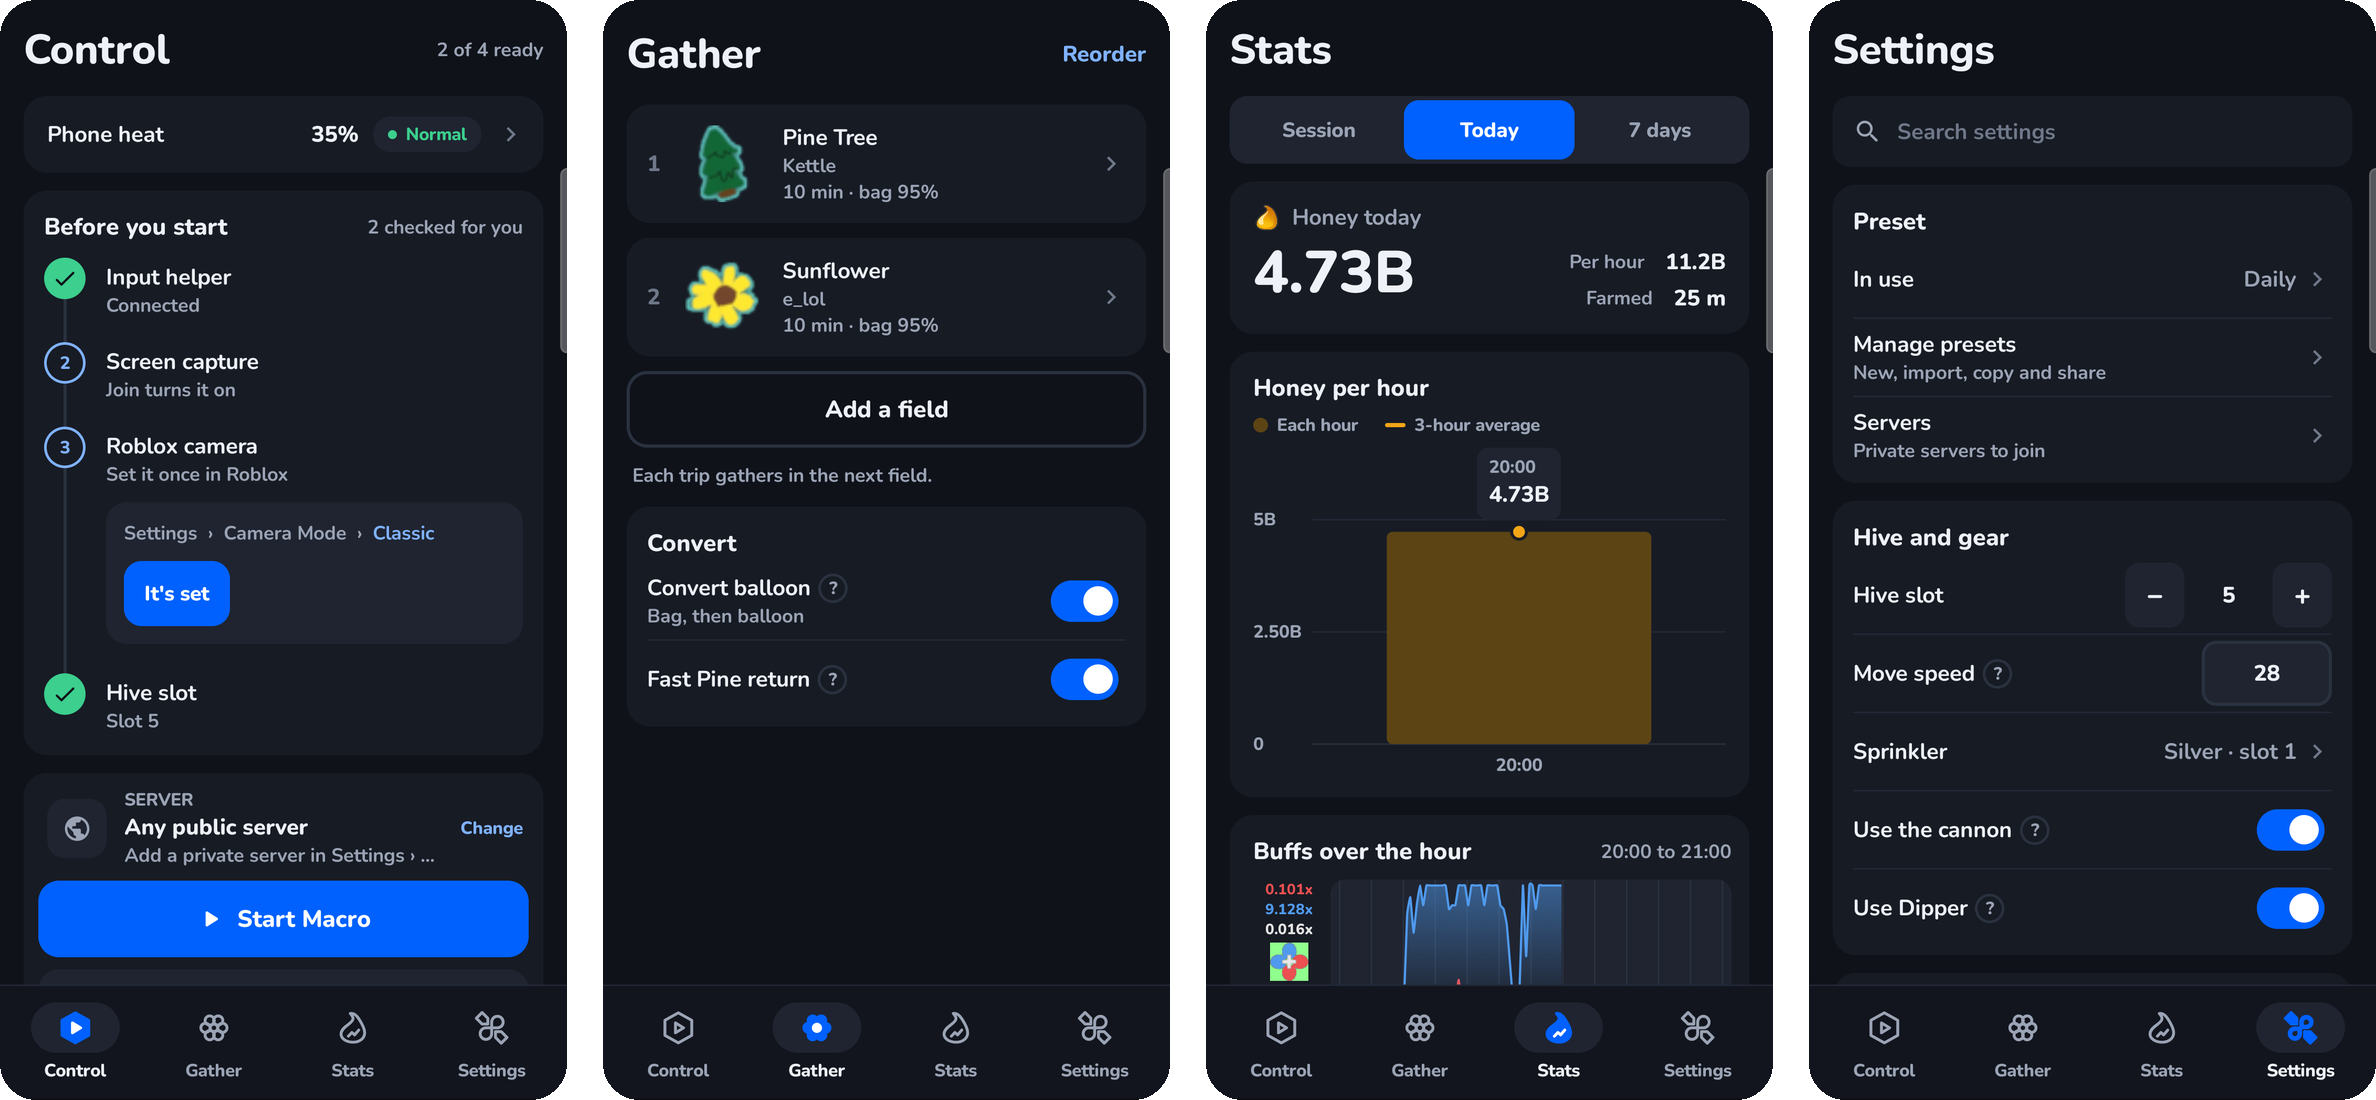 Control
2 of 4 ready
Phone heat
35%
Normal
Before you start
2 checked for you
Input helper
Connected
2
Screen capture
Join turns it on
3
Roblox camera
Set it once in Roblox
Settings › Camera Mode › Classic
It's set
Hive slot
Slot 5
SERVER
Any public server
Change
Add a private server in Settings › ...
Start Macro
Control
Gather
Stats
Settings
Gather
Reorder
1
Pine Tree
Kettle
10 min · bag 95%
2
Sunflower
e_lol
10 min · bag 95%
Add a field
Each trip gathers in the next field.
Convert
Convert balloon ?
Bag, then balloon
Fast Pine return ?
Control
Gather
Stats
Settings
Stats
Session
Today
7 days
Honey today
4.73B
Per hour 11.2B
Farmed 25 m
Honey per hour
Each hour
3-hour average
20:00
4.73B
5B
2.50B
0
20:00
Buffs over the hour
20:00 to 21:00
0.101x
9.128x
0.016x
Control
Gather
Stats
Settings
Settings
Search settings
Preset
In use
Daily
Manage presets
New, import, copy and share
Servers
Private servers to join
Hive and gear
Hive slot
− 5 +
Move speed ?
28
Sprinkler
Silver · slot 1
Use the cannon ?
Use Dipper ?
Control
Gather
Stats
Settings